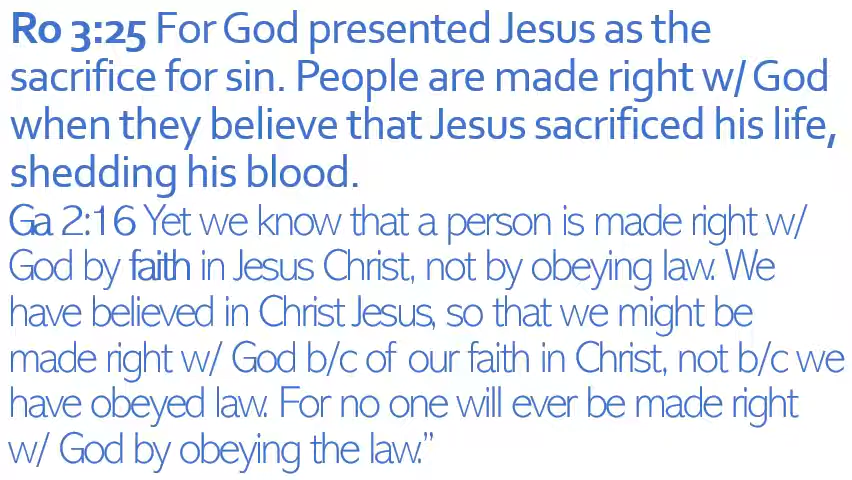 Ro 3:25 For God presented Jesus as the
sacrifice for sin. People are made right w/ God
when they believe that Jesus sacrificed his life,
shedding his blood.
Ga 2:16 Yet we know that a person is made right w/
God by faith in Jesus Christ, not by obeying law. We
have believed in Christ Jesus, so that we might be
made right w/ God b/c of our faith in Christ, not b/c we
have obeyed law. For no one will ever be made right
w/ God by obeying the law.”